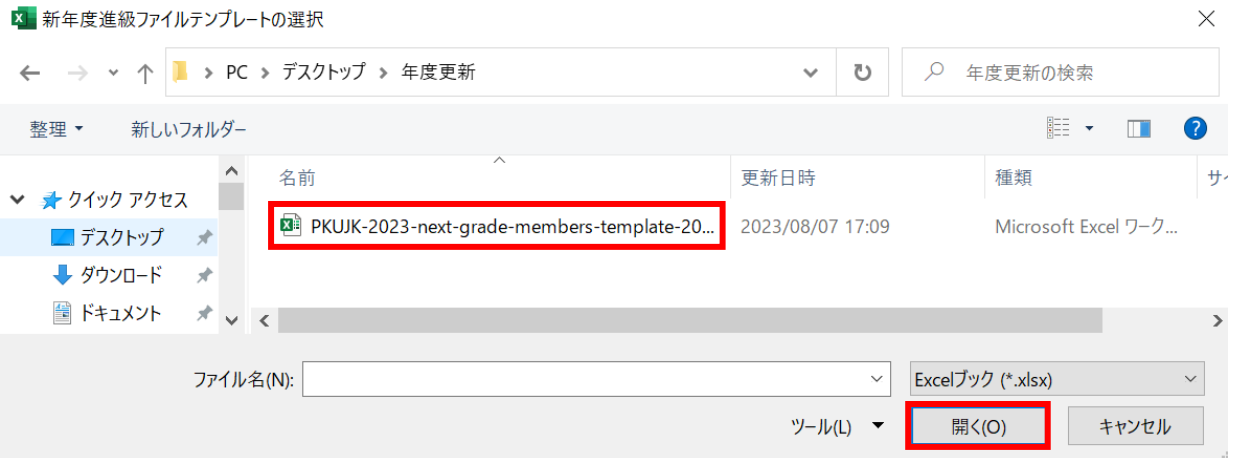 新年度進級ファイルテンプレートの選択
PC デスクトップ 年度更新
年度更新の検索
整理 新しいフォルダー
名前 更新日時 種類 サイ
クイック アクセス
デスクトップ
ダウンロード
ドキュメント
PKUJK-2023-next-grade-members-template-20... 2023/08/07 17:09 Microsoft Excel ワーク...
ファイル名(N): Excelブック (*.xlsx)
ツール(L) 開く(O) キャンセル